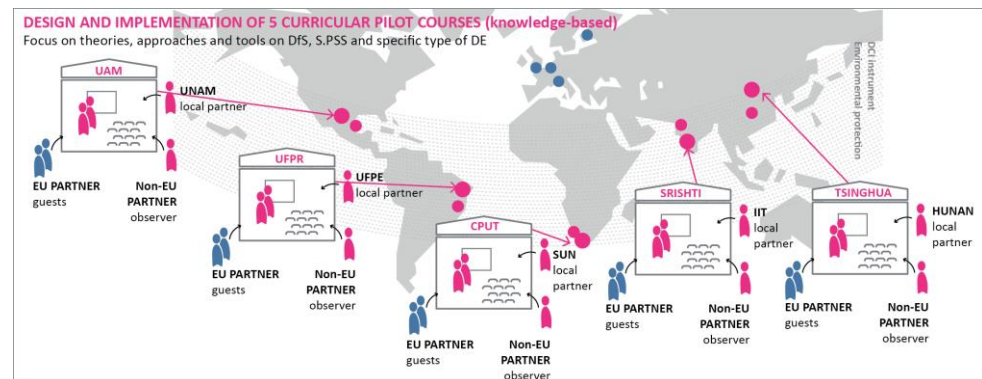 DESIGN AND IMPLEMENTATION OF 5 CURRICULAR PILOT COURSES (knowledge-based)
Focus on theories, approaches and tools on DfS, S.PSS and specific type of DE
DCI instrument
Environmental protection
UAM
UNAM
local partner
EU PARTNER
guests
Non-EU
PARTNER
observer
UFPR
UFPE
local partner
EU PARTNER
guests
Non-EU
PARTNER
observer
CPUT
SUN
local
partner
EU PARTNER
guests
Non-EU
PARTNER
observer
SRISHTI
IIT
local
partner
EU PARTNER
guests
Non-EU
PARTNER
observer
TSINGHUA
HUNAN
local
partner
EU PARTNER
guests
Non-EU
PARTNER
observer